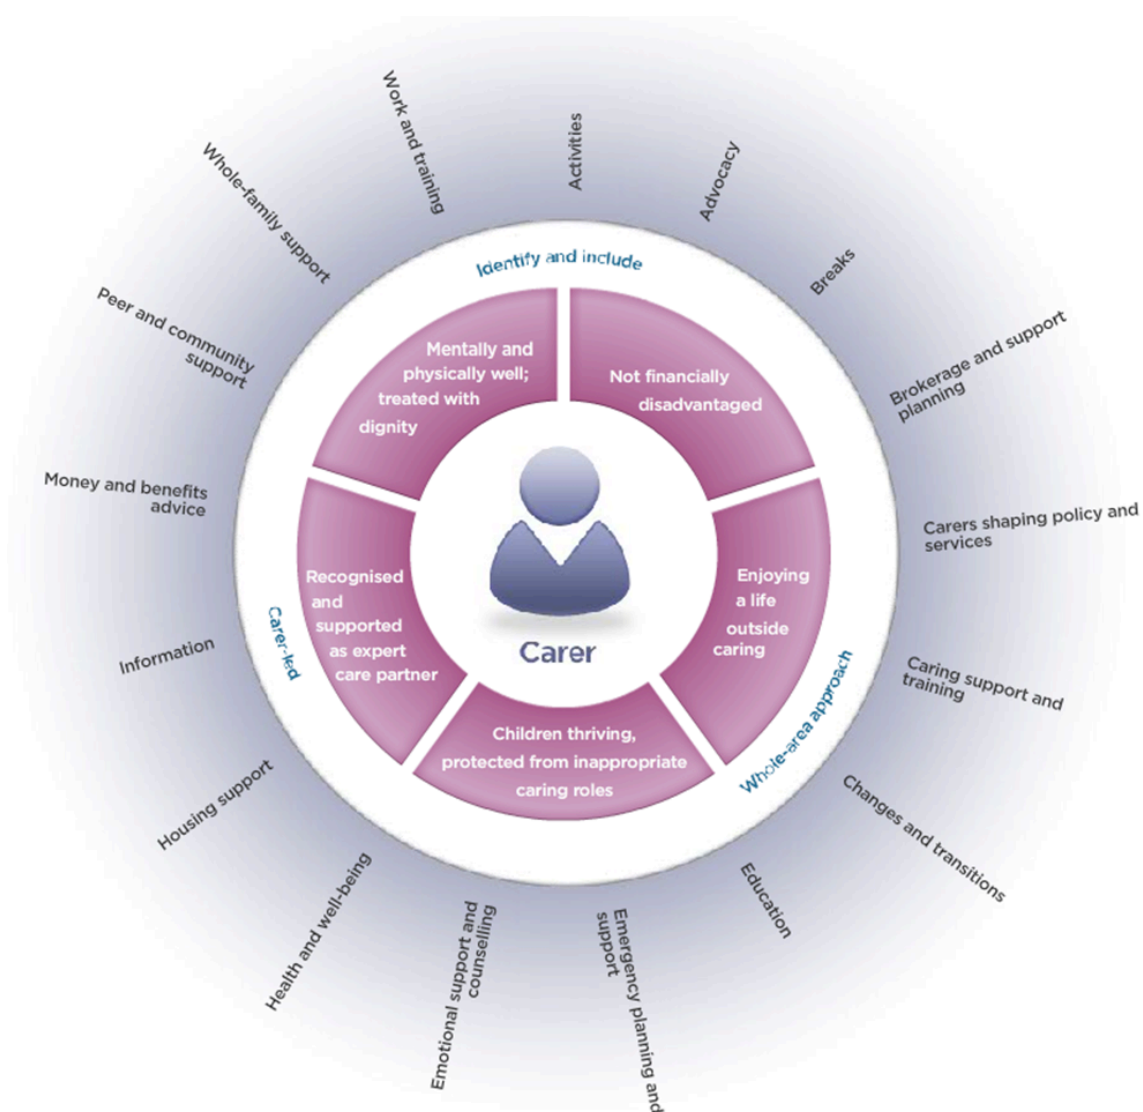 Activities
Advocacy
Breaks
Brokerage and support
planning
Carers shaping policy and
services
Caring support and
training
Changes and transitions
Education
Emergency planning and
support
Emotional support and
counselling
Health and well-being
Housing support
Information
Money and benefits
advice
Peer and community
support
Whole-family support
Work and training
Identify and include
Whole-area approach
Carer-led
Mentally and
physically well;
treated with
dignity
Not financially
disadvantaged
Enjoying
a life
outside
caring
Children thriving,
protected from inappropriate
caring roles
Recognised
and
supported
as expert
care partner
Carer